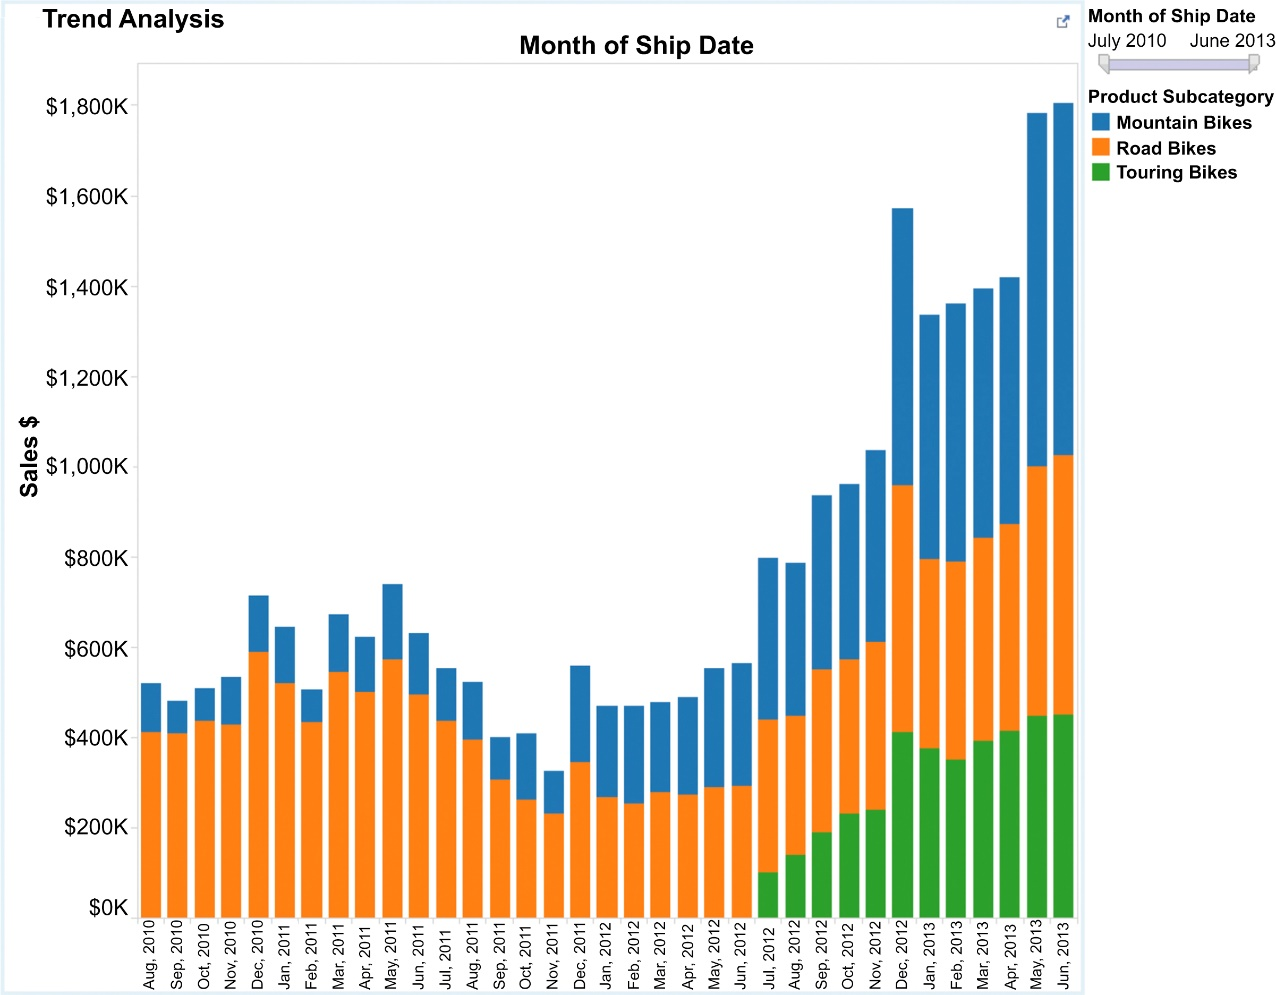 Trend Analysis
Month of Ship Date
Month of Ship Date
July 2010 June 2013
Product Subcategory
Mountain Bikes
Road Bikes
Touring Bikes
Sales $
$1,800K
$1,600K
$1,400K
$1,200K
$1,000K
$800K
$600K
$400K
$200K
$0K
Aug, 2010
Sep, 2010
Oct, 2010
Nov, 2010
Dec, 2010
Jan, 2011
Feb, 2011
Mar, 2011
Apr, 2011
May, 2011
Jun, 2011
Jul, 2011
Aug, 2011
Sep, 2011
Oct, 2011
Nov, 2011
Dec, 2011
Jan, 2012
Feb, 2012
Mar, 2012
Apr, 2012
May, 2012
Jun, 2012
Jul, 2012
Aug, 2012
Sep, 2012
Oct, 2012
Nov, 2012
Dec, 2012
Jan, 2013
Feb, 2013
Mar, 2013
Apr, 2013
May, 2013
Jun, 2013